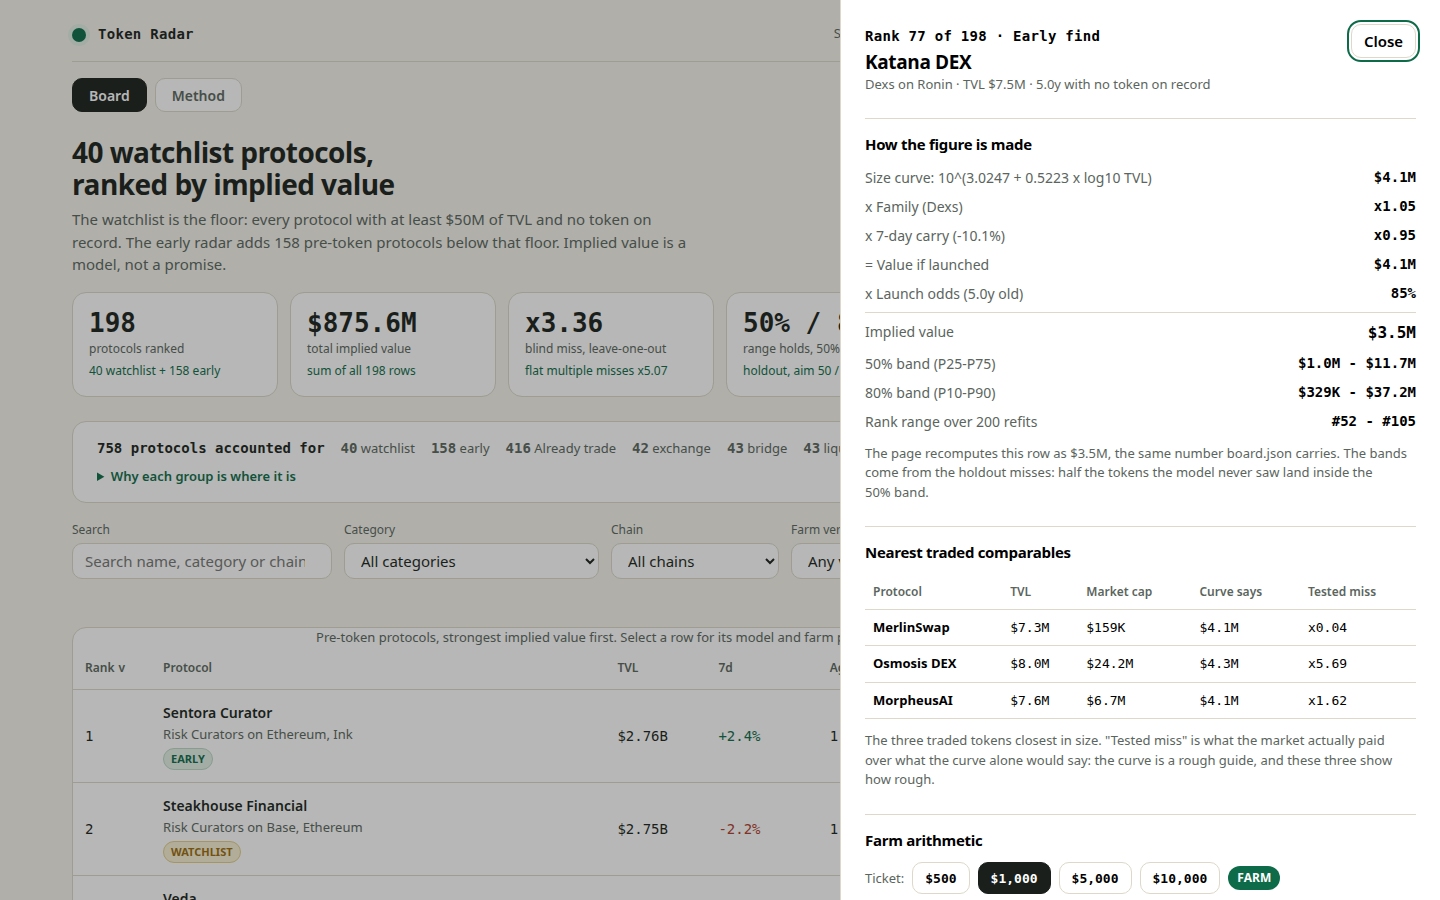 Token Radar
Board
Method
40 watchlist protocols,
ranked by implied value
The watchlist is the floor: every protocol with at least $50M of TVL and no token on
record. The early radar adds 158 pre-token protocols below that floor. Implied value is a
model, not a promise.
198
protocols ranked
40 watchlist + 158 early
$875.6M
total implied value
sum of all 198 rows
x3.36
blind miss, leave-one-out
flat multiple misses x5.07
50% /
range holds, 50%
holdout, aim 50 /
758 protocols accounted for 40 watchlist 158 early 416 Already trade 42 exchange 43 bridge 43
▶ Why each group is where it is
Search
Category
Chain
Search name, category or chain
All categories
All chains
Any
Pre-token protocols, strongest implied value first. Select a row for its model and farm
Rank v
Protocol
TVL
7d
1
Sentora Curator
Risk Curators on Ethereum, Ink
EARLY
$2.76B
+2.4%
1
2
Steakhouse Financial
Risk Curators on Base, Ethereum
WATCHLIST
$2.75B
-2.2%
1
Veda
Rank 77 of 198 · Early find
Katana DEX
Dexs on Ronin · TVL $7.5M · 5.0y with no token on record
Close
How the figure is made
Size curve: 10^(3.0247 + 0.5223 x log10 TVL) $4.1M
x Family (Dexs) x1.05
x 7-day carry (-10.1%) x0.95
= Value if launched $4.1M
x Launch odds (5.0y old) 85%
Implied value $3.5M
50% band (P25-P75) $1.0M - $11.7M
80% band (P10-P90) $329K - $37.2M
Rank range over 200 refits #52 - #105
The page recomputes this row as $3.5M, the same number board.json carries. The bands
come from the holdout misses: half the tokens the model never saw land inside the
50% band.
Nearest traded comparables
Protocol TVL Market cap Curve says Tested miss
MerlinSwap $7.3M $159K $4.1M x0.04
Osmosis DEX $8.0M $24.2M $4.3M x5.69
MorpheusAI $7.6M $6.7M $4.1M x1.62
The three traded tokens closest in size. "Tested miss" is what the market actually paid
over what the curve alone would say: the curve is a rough guide, and these three show
how rough.
Farm arithmetic
Ticket: $500 $1,000 $5,000 $10,000 FARM